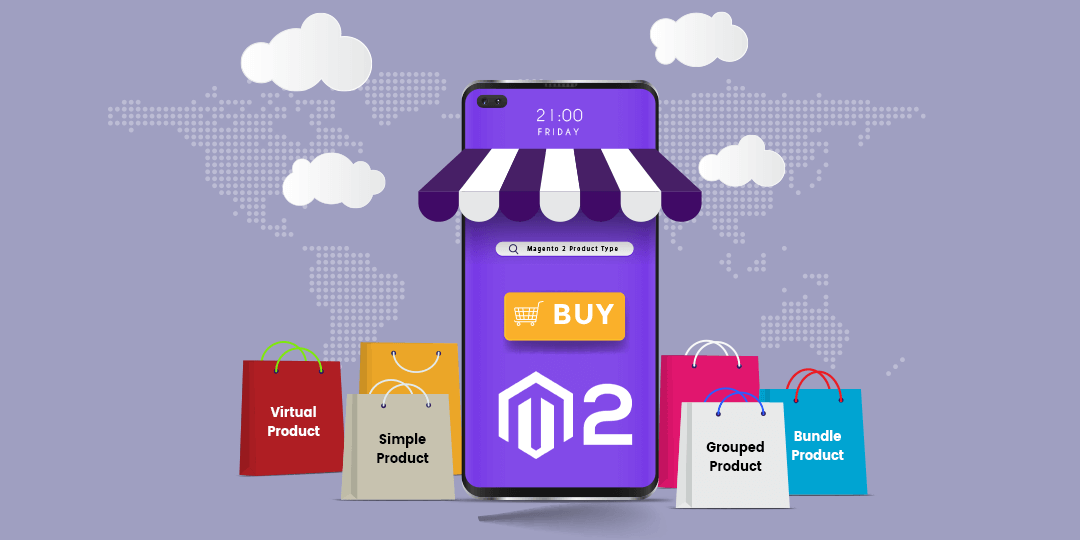 21:00
FRIDAY
Magento 2 Product Type
BUY
2
Virtual
Product
Simple
Product
Grouped
Product
Bundle
Product